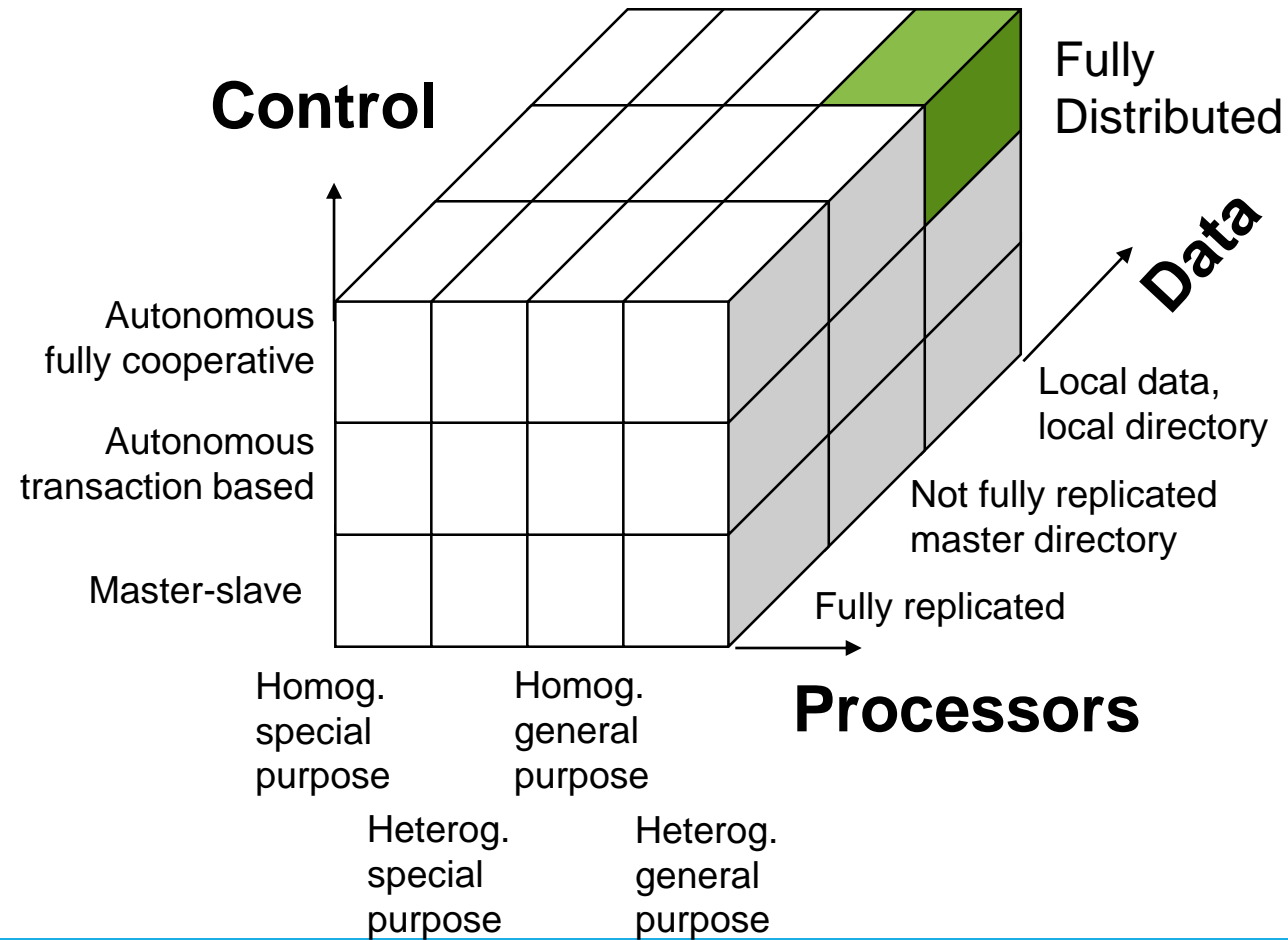 Control
Fully
Distributed
Data
Autonomous
fully cooperative
Autonomous
transaction based
Master-slave
Local data,
local directory
Not fully replicated
master directory
Fully replicated
Processors
Homog.
special
purpose
Homog.
general
purpose
Heterog.
special
purpose
Heterog.
general
purpose